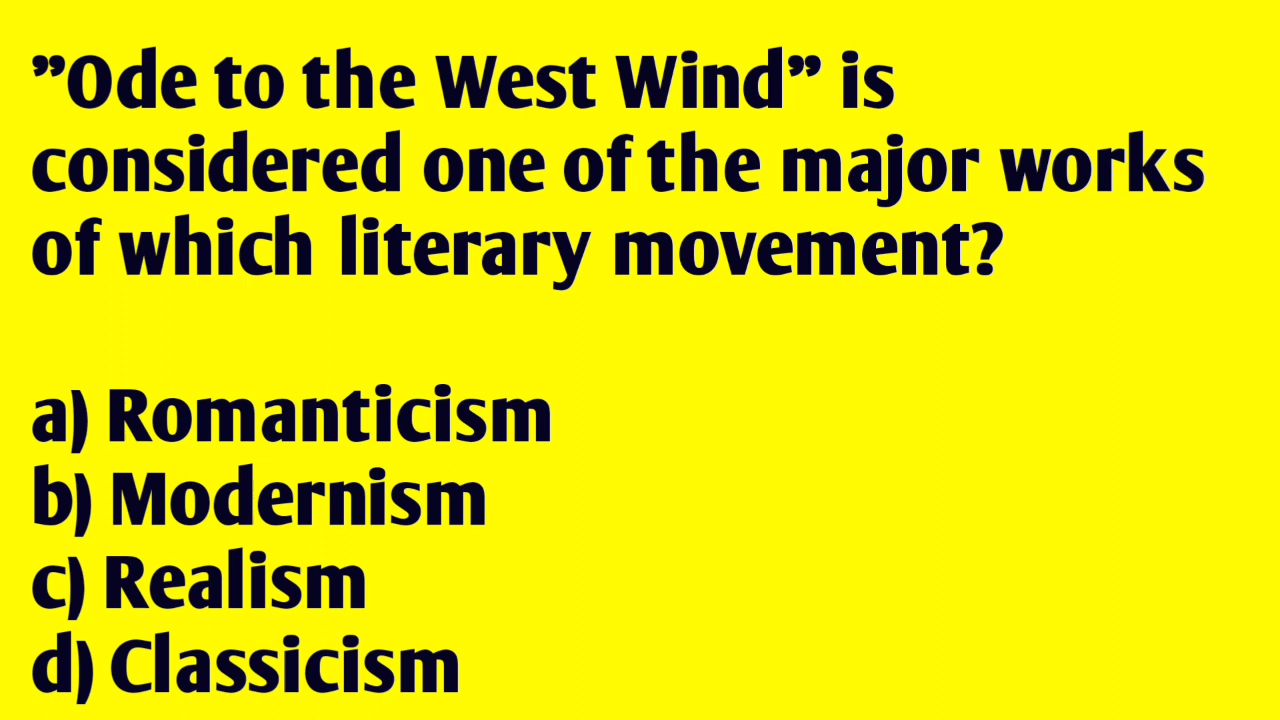 ”Ode to the West Wind” is
considered one of the major works
of which literary movement?
a) Romanticism
b) Modernism
c) Realism
d) Classicism